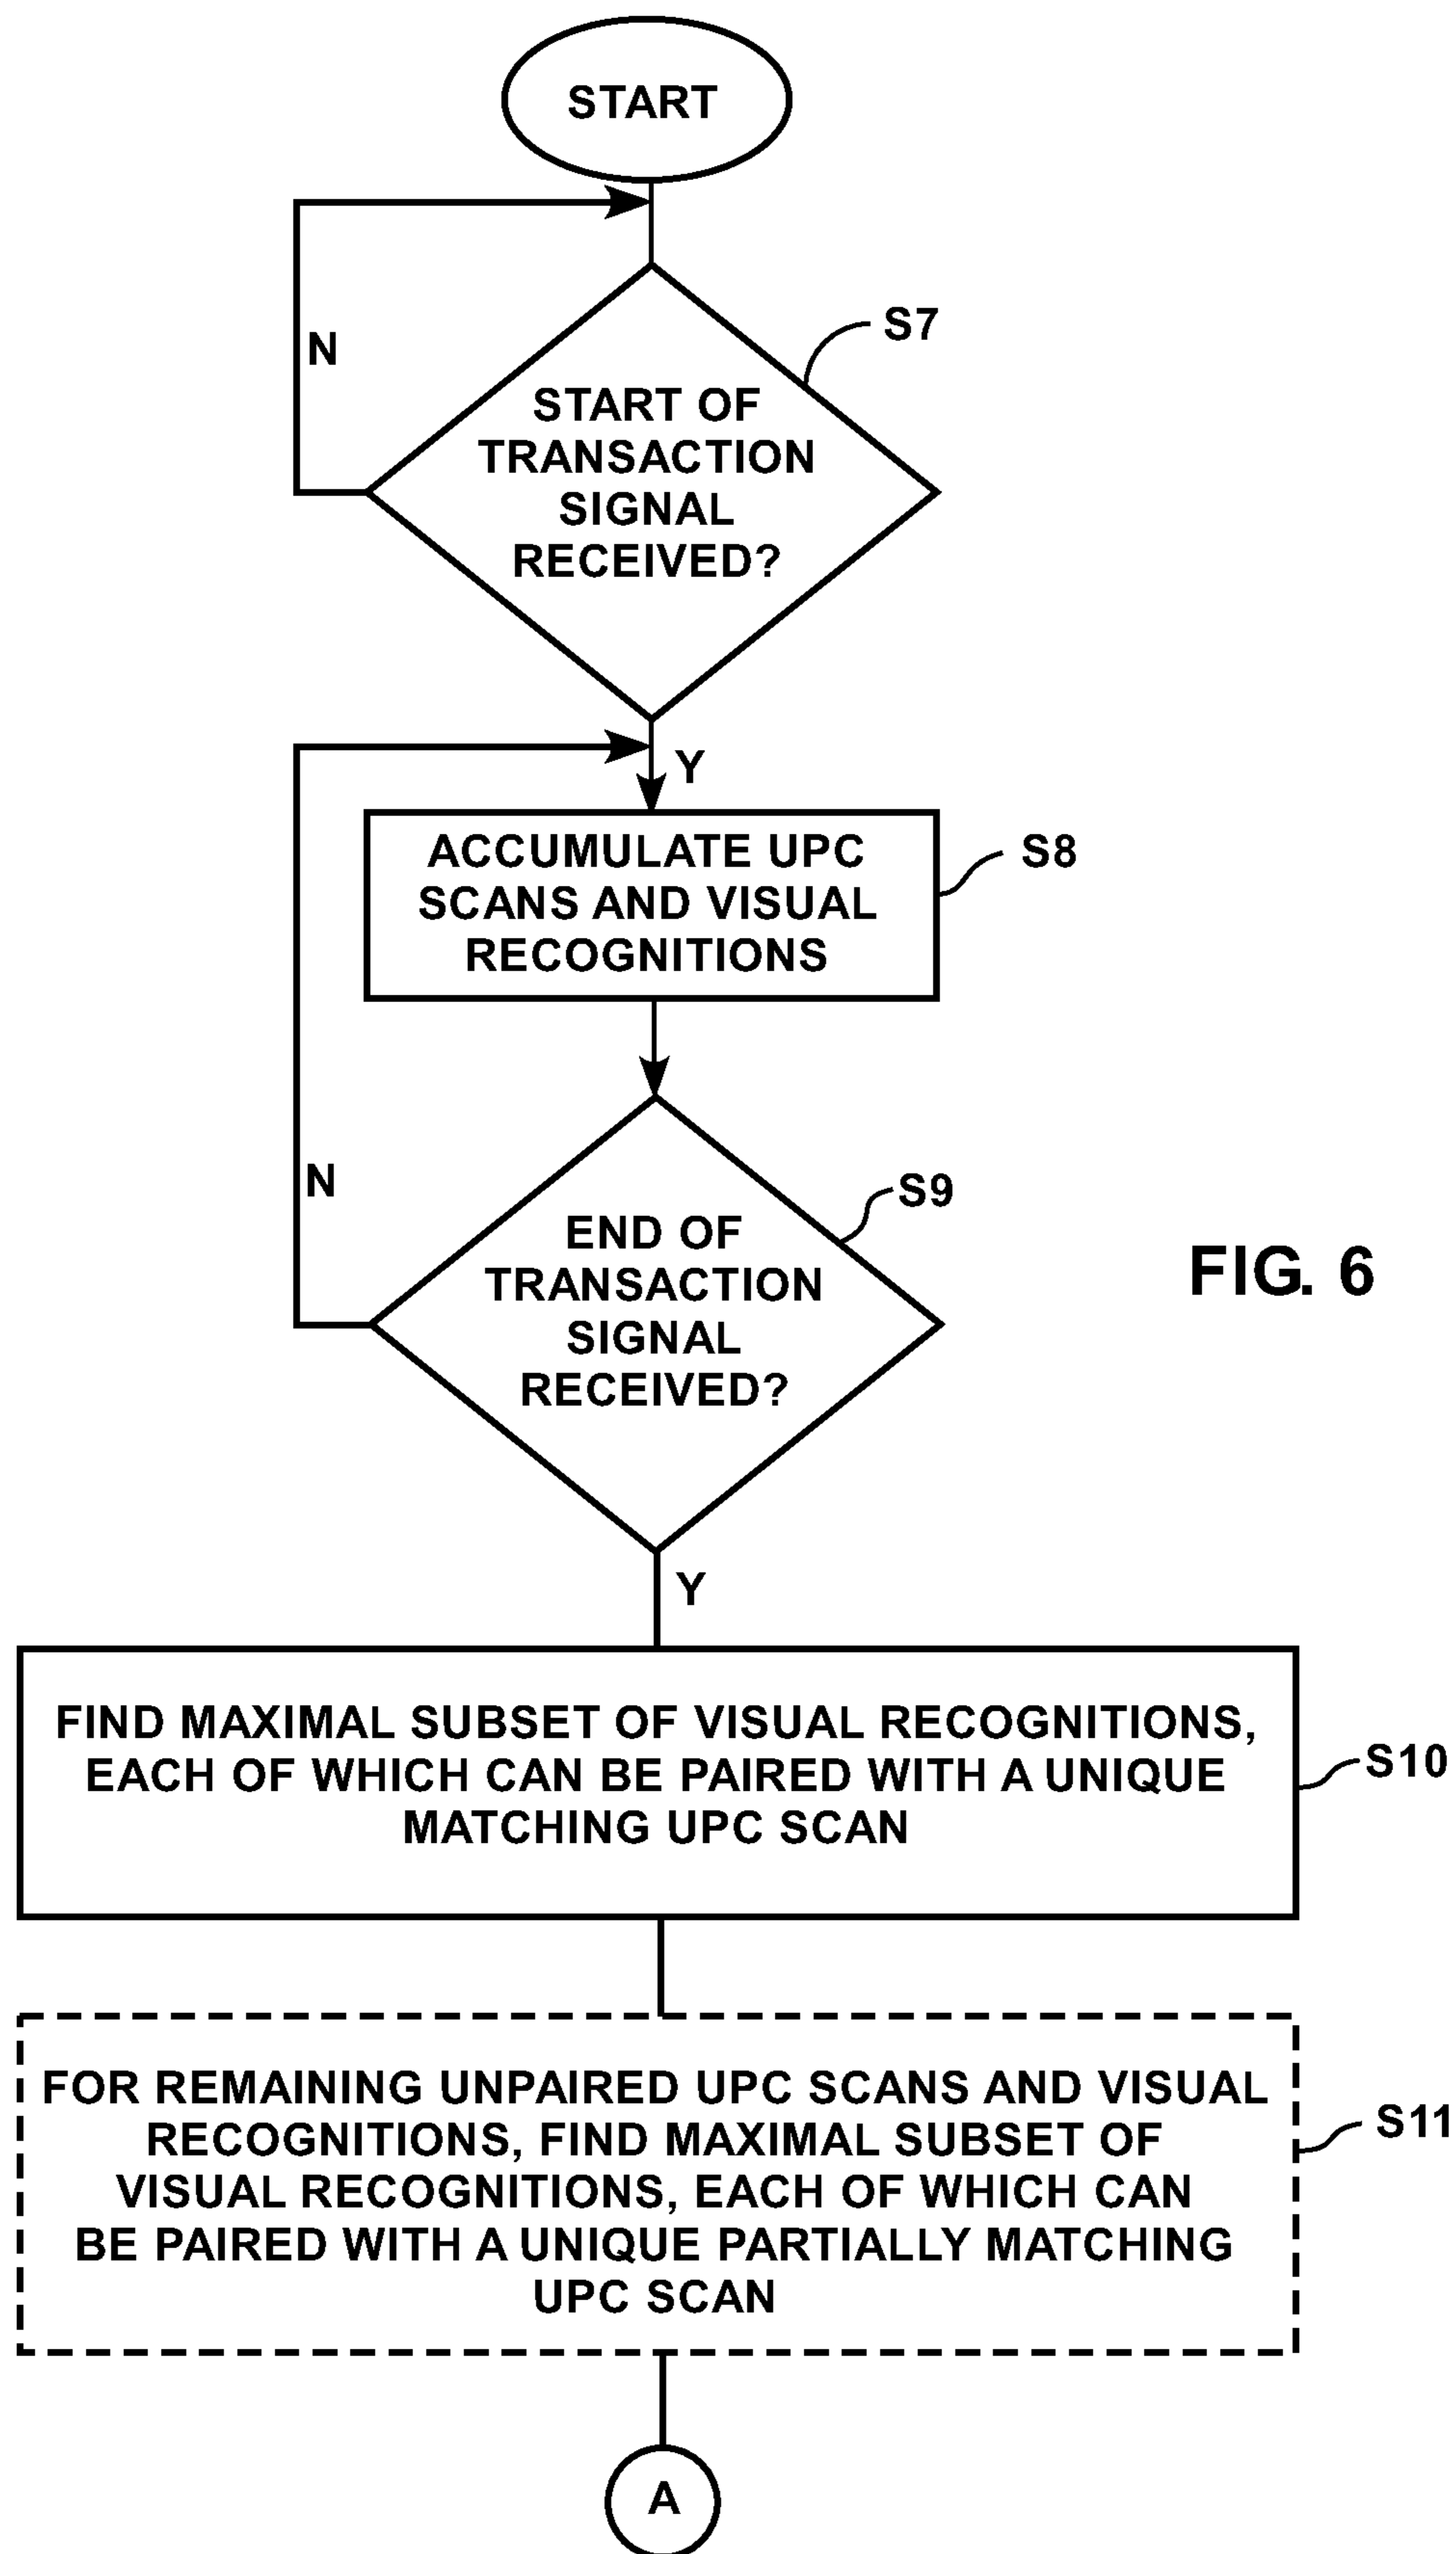 START
N
S7
START OF
TRANSACTION
SIGNAL
RECEIVED?
Y
ACCUMULATE UPC
SCANS AND VISUAL
RECOGNITIONS
S8
N
S9
END OF
TRANSACTION
SIGNAL
RECEIVED?
FIG. 6
Y
FIND MAXIMAL SUBSET OF VISUAL RECOGNITIONS,
EACH OF WHICH CAN BE PAIRED WITH A UNIQUE
MATCHING UPC SCAN
S10
FOR REMAINING UNPAIRED UPC SCANS AND VISUAL
RECOGNITIONS, FIND MAXIMAL SUBSET OF
VISUAL RECOGNITIONS, EACH OF WHICH CAN
BE PAIRED WITH A UNIQUE PARTIALLY MATCHING
UPC SCAN
S11
A